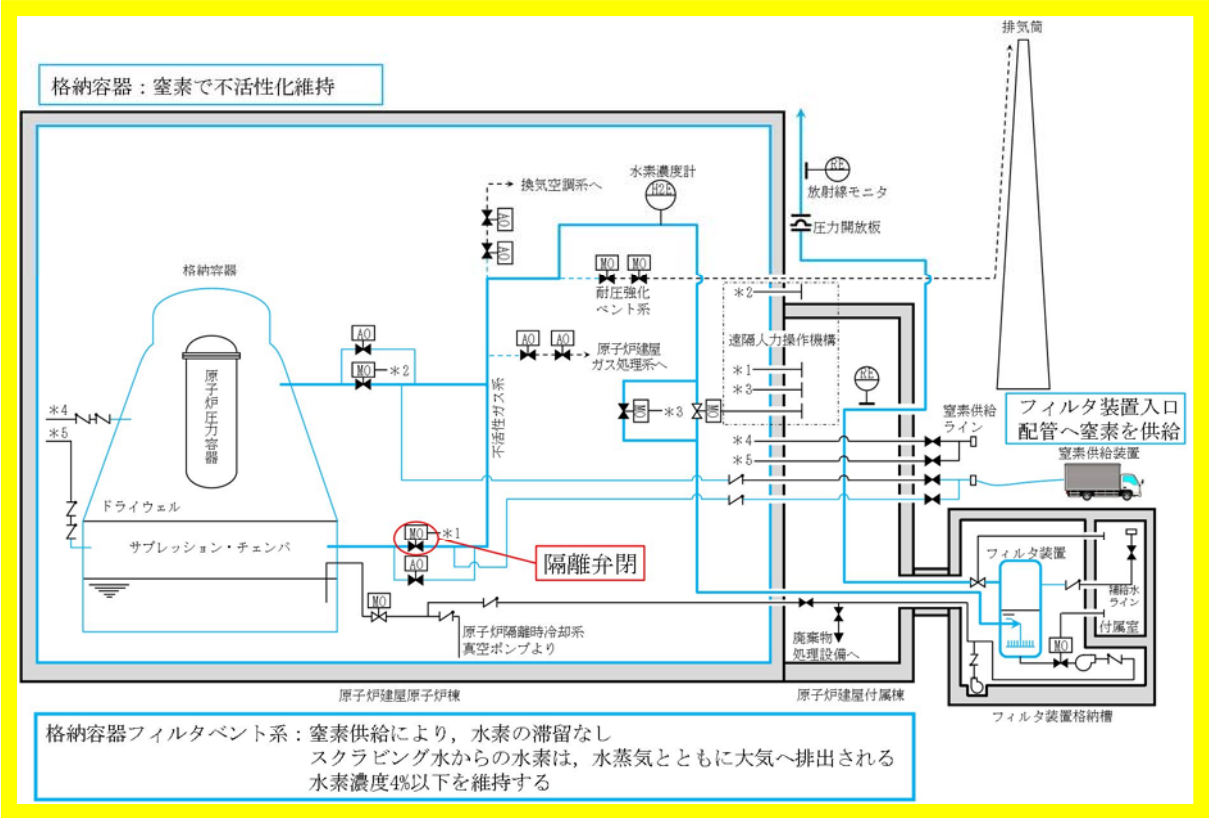 排気筒
格納容器：窒素で不活性化維持
水素濃度計
H2E
換気空調系へ
AO
AO
RE
放射線モニタ
圧力開放板
格納容器
MO
MO
耐圧強化
ベント系
＊2
AO
MO
＊2
AO
AO
原子炉建屋
ガス処理系へ
遠隔人力操作機構
＊1
＊3
RE
原子炉圧力容器
不活性ガス系
MO
＊3
MO
フィルタ装置入口
配管へ窒素を供給
窒素供給
ライン
＊4
＊5
＊4
＊5
窒素供給装置
ドライウェル
サプレッション・チェンバ
MO
＊1
AO
隔離弁閉
フィルタ装置
補給水
ライン
付属室
MO
MO
原子炉隔離時冷却系
真空ポンプより
廃棄物
処理設備へ
原子炉建屋原子炉棟
原子炉建屋付属棟
フィルタ装置格納槽
格納容器フィルタベント系：窒素供給により，水素の滞留なし
スクラビング水からの水素は，水蒸気とともに大気へ排出される
水素濃度4%以下を維持する